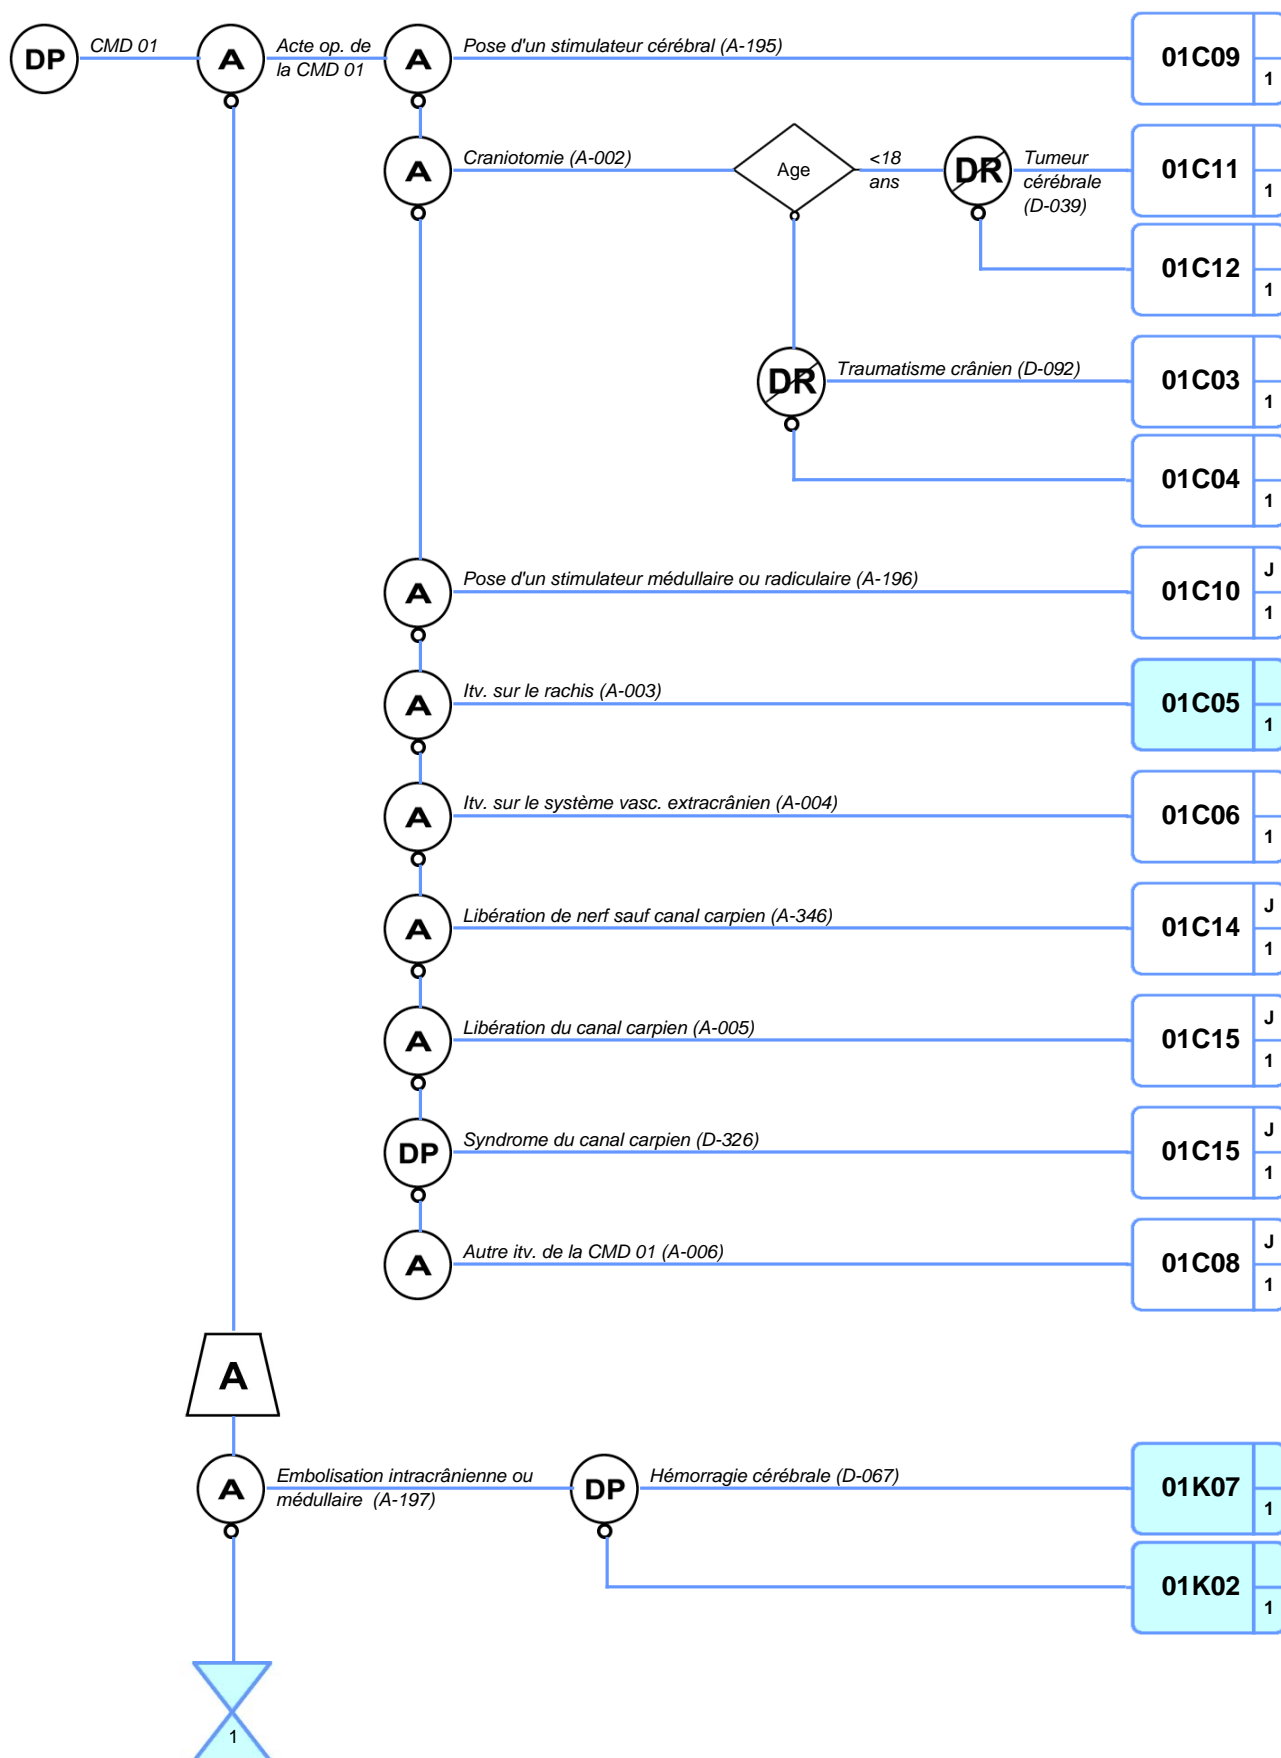 DP
CMD 01
A
Acte op. de
la CMD 01
A
Pose d'un stimulateur cérébral (A-195)
01C09
1
A
Craniotomie (A-002)
Age
<18
ans
DR
Tumeur
cérébrale
(D-039)
01C11
1
01C12
1
DR
Traumatisme crânien (D-092)
01C03
1
01C04
1
A
Pose d'un stimulateur médullaire ou radiculaire (A-196)
01C10
J
1
A
Itv. sur le rachis (A-003)
01C05
1
A
Itv. sur le système vasc. extracrânien (A-004)
01C06
1
A
Libération de nerf sauf canal carpien (A-346)
01C14
J
1
A
Libération du canal carpien (A-005)
01C15
J
1
DP
Syndrome du canal carpien (D-326)
01C15
J
1
A
Autre itv. de la CMD 01 (A-006)
01C08
J
1
A
A
Embolisation intracrânienne ou
médullaire (A-197)
DP
Hémorragie cérébrale (D-067)
01K07
1
01K02
1
1